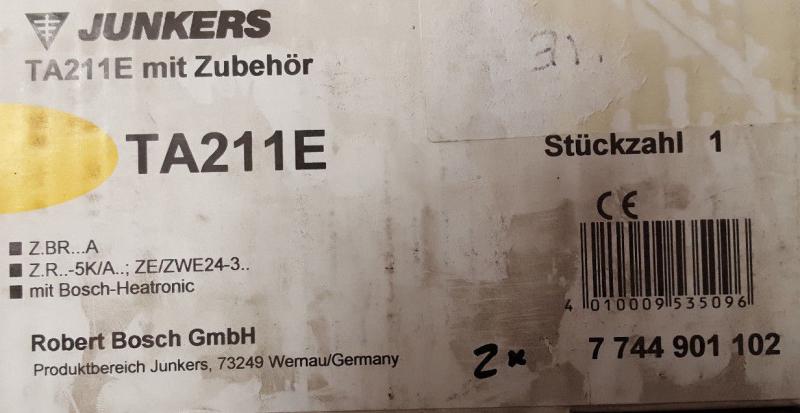 JUNKERS
TA211E mit Zubehör
31.
TA211E
Stückzahl 1
CE
Z.BR...A
Z.R..-5K/A..; ZE/ZWE24-3..
mit Bosch-Heatronic
4 010009 535096
Robert Bosch GmbH
Produktbereich Junkers, 73249 Wernau/Germany
2x
7 744 901 102